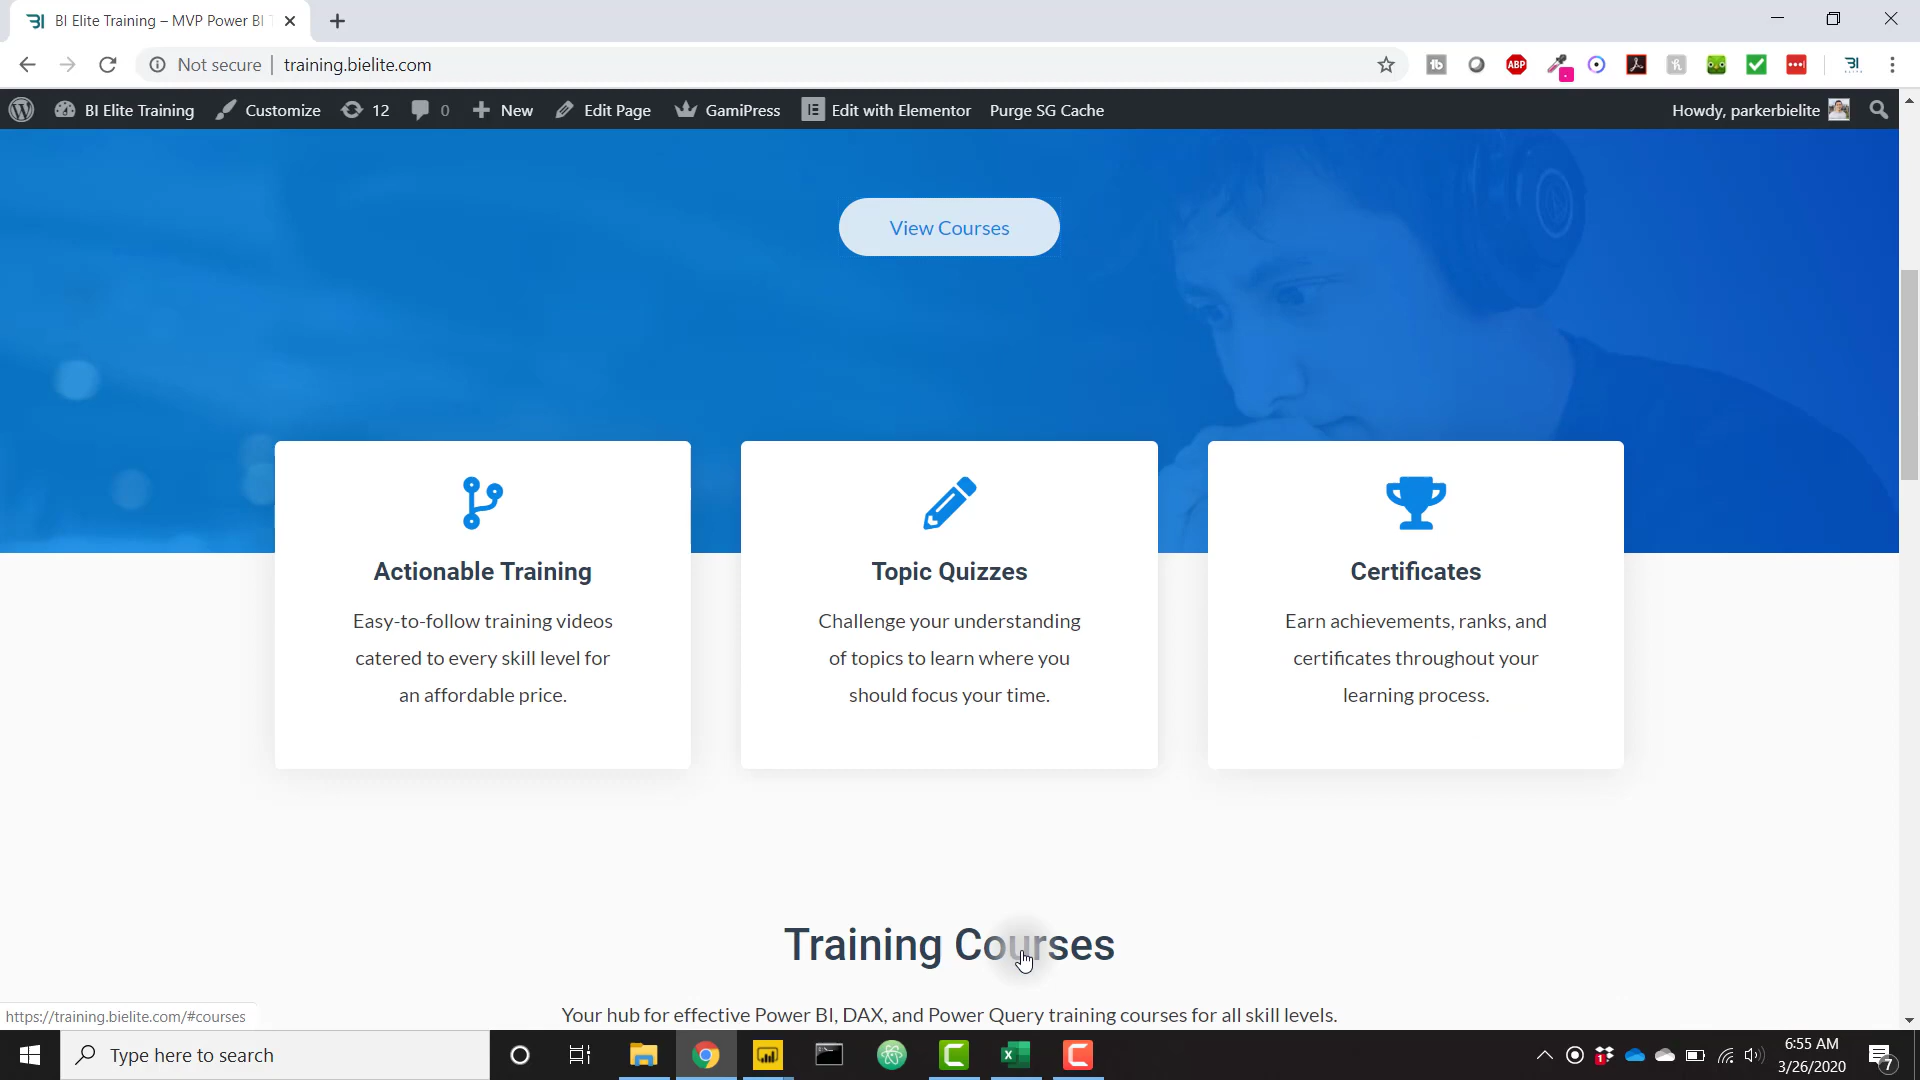 BI Elite Training – MVP Power BI T
Not secure
training.bielite.com
BI Elite Training
Customize
12
0
New
Edit Page
GamiPress
Edit with Elementor
Purge SG Cache
Howdy, parkerbielite
View Courses
Actionable Training
Easy-to-follow training videos
catered to every skill level for
an affordable price.
Topic Quizzes
Challenge your understanding
of topics to learn where you
should focus your time.
Certificates
Earn achievements, ranks, and
certificates throughout your
learning process.
Training Courses
Your hub for effective Power BI, DAX, and Power Query training courses for all skill levels.
https://training.bielite.com/#courses
Type here to search
6:55 AM
3/26/2020
7